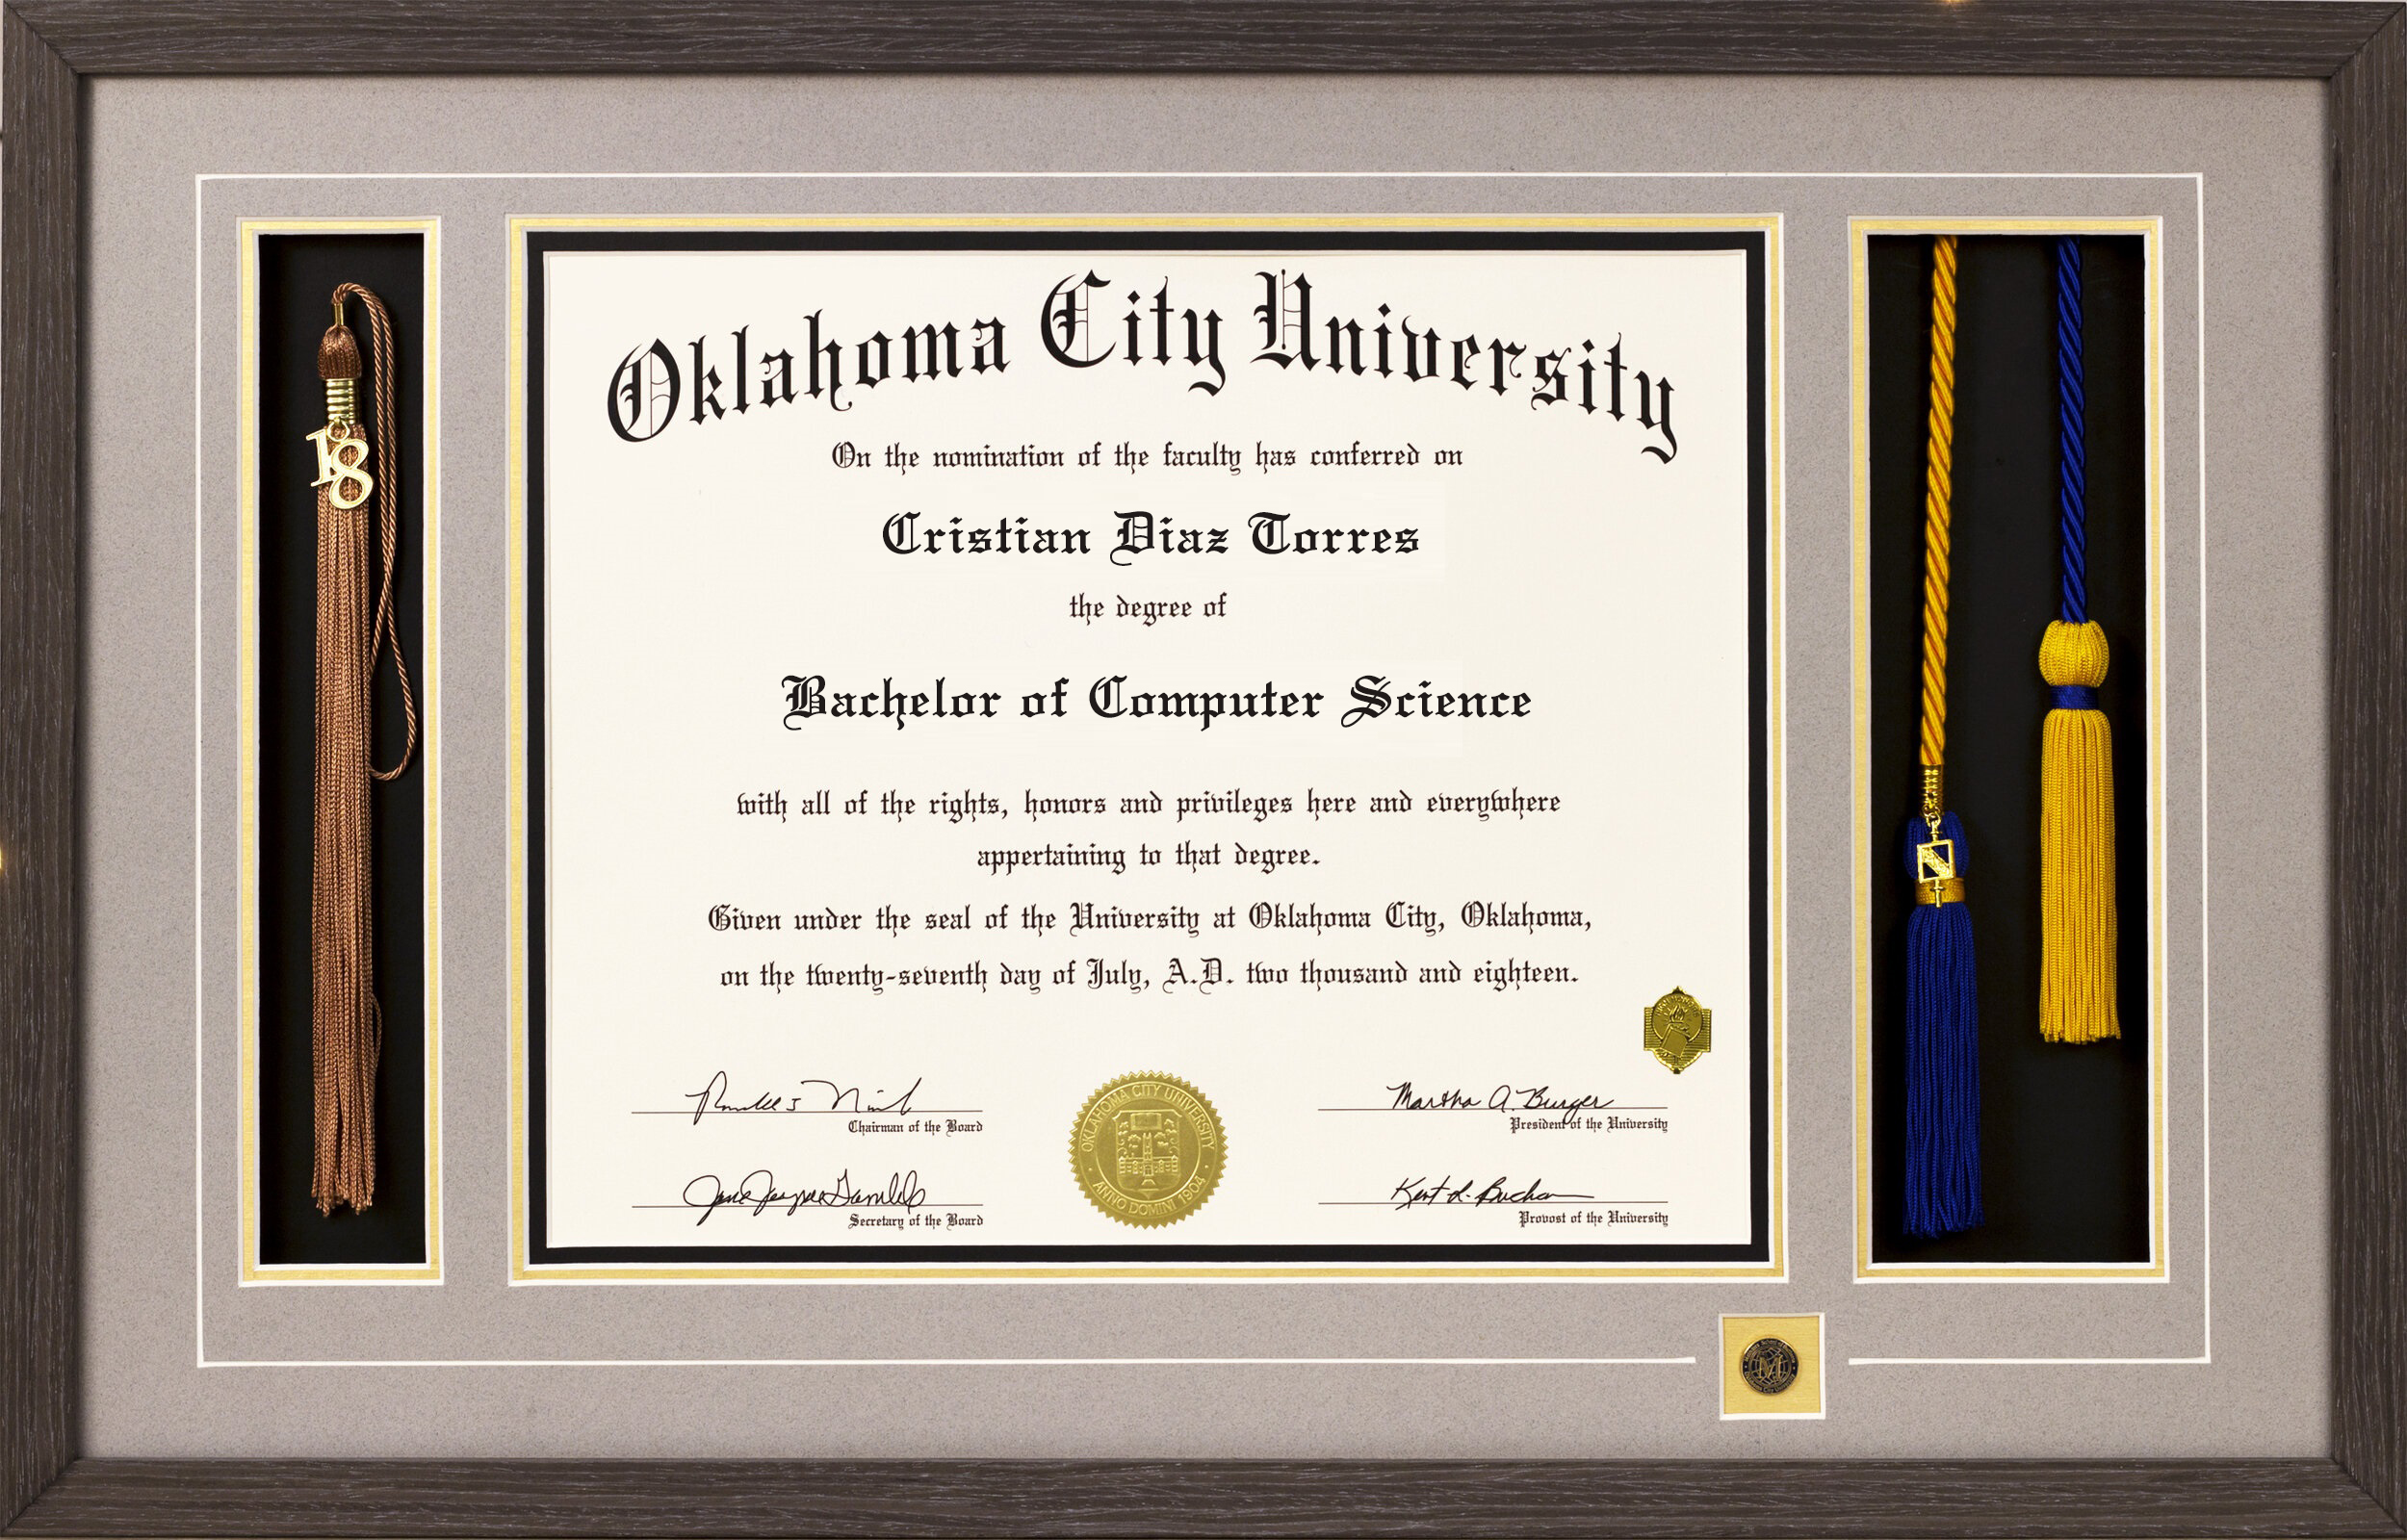 Oklahoma City University
On the nomination of the faculty has conferred on
Cristian Diaz Torres
the degree of
Bachelor of Computer Science
with all of the rights, honors and privileges here and everywhere
appertaining to that degree.
Given under the seal of the University at Oklahoma City, Oklahoma,
on the twenty-seventh day of July, A.D. two thousand and eighteen.
18
Martha A. Burger
Chairman of the Board
President of the University
Secretary of the Board
Provost of the University
OKLAHOMA CITY UNIVERSITY
ANNO DOMINI 1904
M